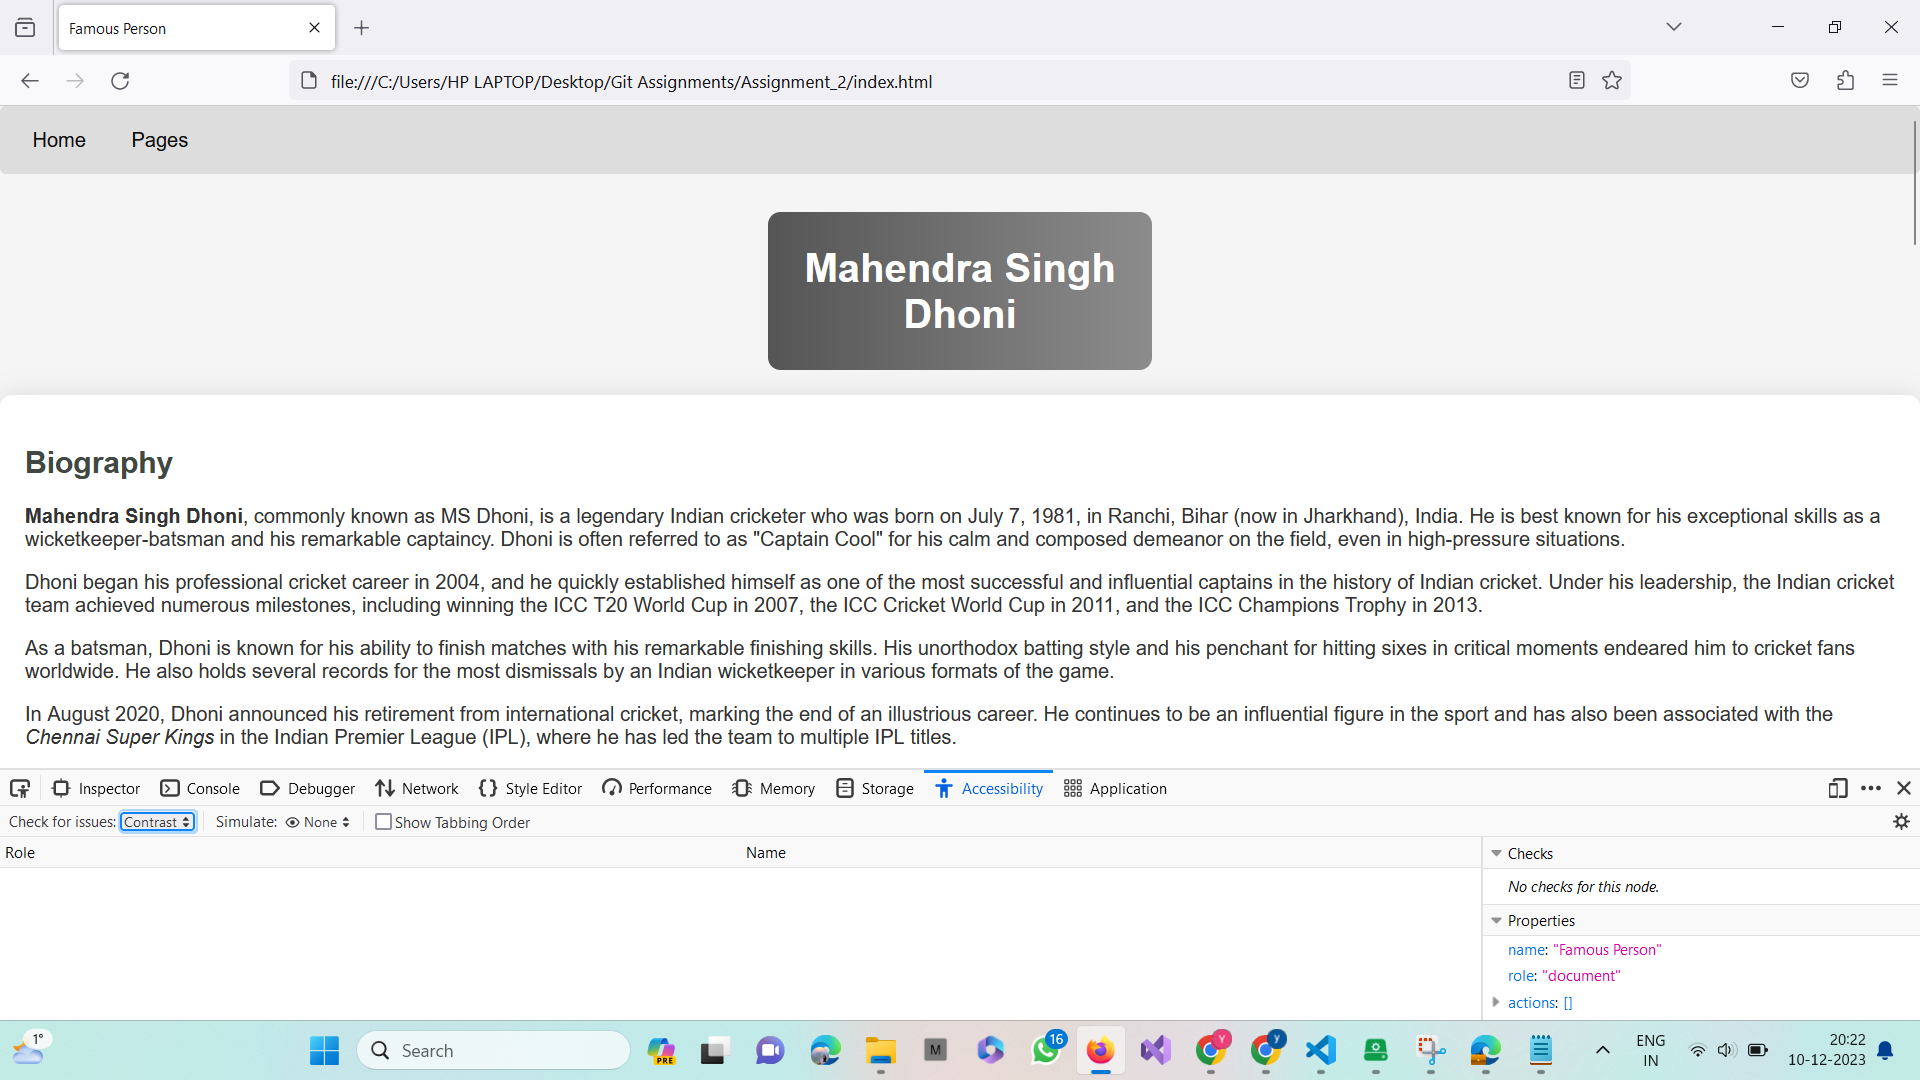 Famous Person
file:///C:/Users/HP LAPTOP/Desktop/Git Assignments/Assignment_2/index.html
Home Pages
Mahendra Singh
Dhoni
Biography
Mahendra Singh Dhoni, commonly known as MS Dhoni, is a legendary Indian cricketer who was born on July 7, 1981, in Ranchi, Bihar (now in Jharkhand), India. He is best known for his exceptional skills as a
wicketkeeper-batsman and his remarkable captaincy. Dhoni is often referred to as "Captain Cool" for his calm and composed demeanor on the field, even in high-pressure situations.
Dhoni began his professional cricket career in 2004, and he quickly established himself as one of the most successful and influential captains in the history of Indian cricket. Under his leadership, the Indian cricket
team achieved numerous milestones, including winning the ICC T20 World Cup in 2007, the ICC Cricket World Cup in 2011, and the ICC Champions Trophy in 2013.
As a batsman, Dhoni is known for his ability to finish matches with his remarkable finishing skills. His unorthodox batting style and his penchant for hitting sixes in critical moments endeared him to cricket fans
worldwide. He also holds several records for the most dismissals by an Indian wicketkeeper in various formats of the game.
In August 2020, Dhoni announced his retirement from international cricket, marking the end of an illustrious career. He continues to be an influential figure in the sport and has also been associated with the
Chennai Super Kings in the Indian Premier League (IPL), where he has led the team to multiple IPL titles.
Inspector Console Debugger Network Style Editor Performance Memory Storage Accessibility Application
Check for issues: Contrast Simulate: None Show Tabbing Order
Role Name
Checks
No checks for this node.
Properties
name: "Famous Person"
role: "document"
actions: []
1°
Search
PRE
M
16
Y
y
ENG
IN
20:22
10-12-2023